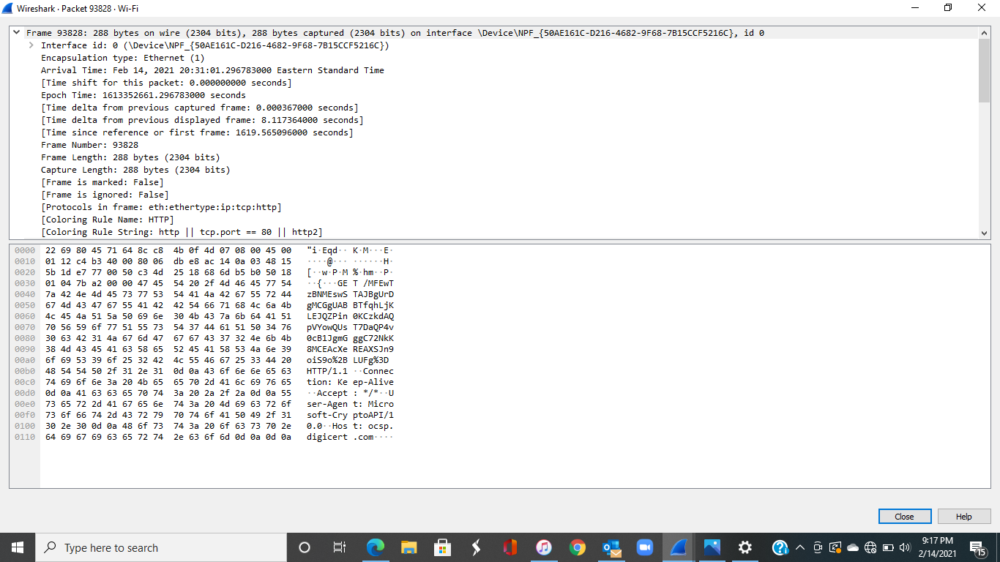 Wireshark · Packet 93828 · Wi-Fi
Frame 93828: 288 bytes on wire (2304 bits), 288 bytes captured (2304 bits) on interface \Device\NPF_{50AE161C-D216-4682-9F68-7B15CCF5216C}, id 0
Interface id: 0 (\Device\NPF_{50AE161C-D216-4682-9F68-7B15CCF5216C})
Encapsulation type: Ethernet (1)
Arrival Time: Feb 14, 2021 20:31:01.296783000 Eastern Standard Time
[Time shift for this packet: 0.000000000 seconds]
Epoch Time: 1613352661.296783000 seconds
[Time delta from previous captured frame: 0.000367000 seconds]
[Time delta from previous displayed frame: 8.117364000 seconds]
[Time since reference or first frame: 1619.565096000 seconds]
Frame Number: 93828
Frame Length: 288 bytes (2304 bits)
Capture Length: 288 bytes (2304 bits)
[Frame is marked: False]
[Frame is ignored: False]
[Protocols in frame: eth:ethertype:ip:tcp:http]
[Coloring Rule Name: HTTP]
[Coloring Rule String: http || tcp.port == 80 || http2]
0000 22 69 80 45 71 64 8c c8 4b 0f 4d 07 08 00 45 00 "i·Eqd·· K·M···E·
0010 01 12 c4 b3 40 00 80 06 db e8 ac 14 0a 03 48 15 ····@··· ······H·
0020 5b 1d e7 77 00 50 c3 4d 25 18 68 6d b5 b0 50 18 [··w·P·M %·hm··P·
0030 01 04 7b a2 00 00 47 45 54 20 2f 4d 46 45 77 54 ··{···GE T /MFEwT
0040 7a 42 4e 4d 45 73 77 53 54 41 4a 42 67 55 72 44 zBNMEswS TAJBgUrD
0050 67 4d 43 47 67 55 41 42 42 54 66 71 68 4c 6a 4b gMCGgUAB BTfqhLjK
0060 4c 45 4a 51 5a 50 69 6e 30 4b 43 7a 6b 64 41 51 LEJQZPin 0KCzkdAQ
0070 70 56 59 6f 77 51 55 73 54 37 44 61 51 50 34 76 pVYowQUs T7DaQP4v
0080 30 63 42 31 4a 67 6d 47 67 67 43 37 32 4e 6b 4b 0cB1JgmG ggC72NkK
0090 38 4d 43 45 41 63 58 65 52 45 41 58 53 4a 6e 39 8MCEAcXe REAXSJn9
00a0 6f 69 53 39 6f 25 32 42 4c 55 46 67 25 33 44 20 oiS9o%2B LUFg%3D
00b0 48 54 54 50 2f 31 2e 31 0d 0a 43 6f 6e 6e 65 63 HTTP/1.1 ··Connec
00c0 74 69 6f 6e 3a 20 4b 65 65 70 2d 41 6c 69 76 65 tion: Ke ep-Alive
00d0 0d 0a 41 63 63 65 70 74 3a 20 2a 2f 2a 0d 0a 55 ··Accept : */*··U
00e0 73 65 72 2d 41 67 65 6e 74 3a 20 4d 69 63 72 6f ser-Agen t: Micro
00f0 73 6f 66 74 2d 43 72 79 70 74 6f 41 50 49 2f 31 soft-Cry ptoAPI/1
0100 30 2e 30 0d 0a 48 6f 73 74 3a 20 6f 63 73 70 2e 0.0··Hos t: ocsp.
0110 64 69 67 69 63 65 72 74 2e 63 6f 6d 0d 0a 0d 0a digicert .com····
Close Help
Type here to search
9:17 PM
2/14/2021
15